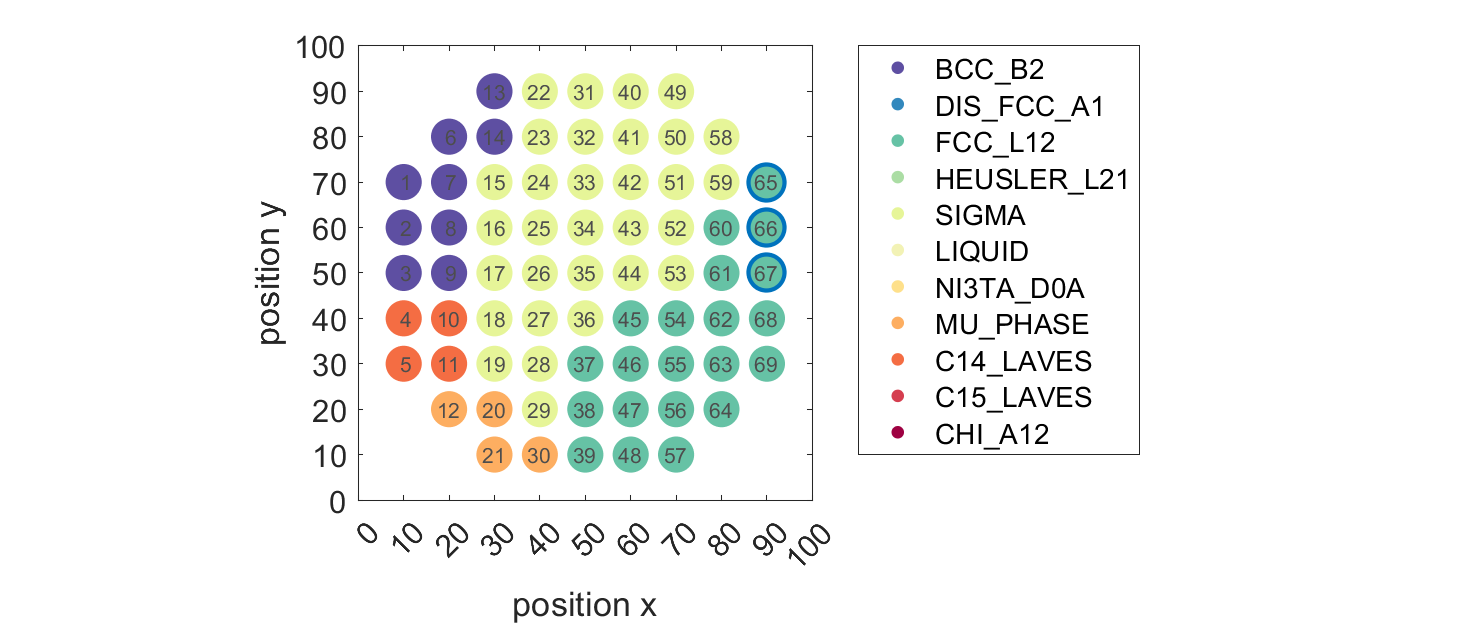 100
90
13 22 31 40 49
80
6 14 23 32 41 50 58
70
1 7 15 24 33 42 51 59 65
60
2 8 16 25 34 43 52 60 66
50
3 9 17 26 35 44 53 61 67
40
4 10 18 27 36 45 54 62 68
30
5 11 19 28 37 46 55 63 69
20
12 20 29 38 47 56 64
10
21 30 39 48 57
0
0 10 20 30 40 50 60 70 80 90 100
position x
position y
BCC_B2
DIS_FCC_A1
FCC_L12
HEUSLER_L21
SIGMA
LIQUID
NI3TA_D0A
MU_PHASE
C14_LAVES
C15_LAVES
CHI_A12